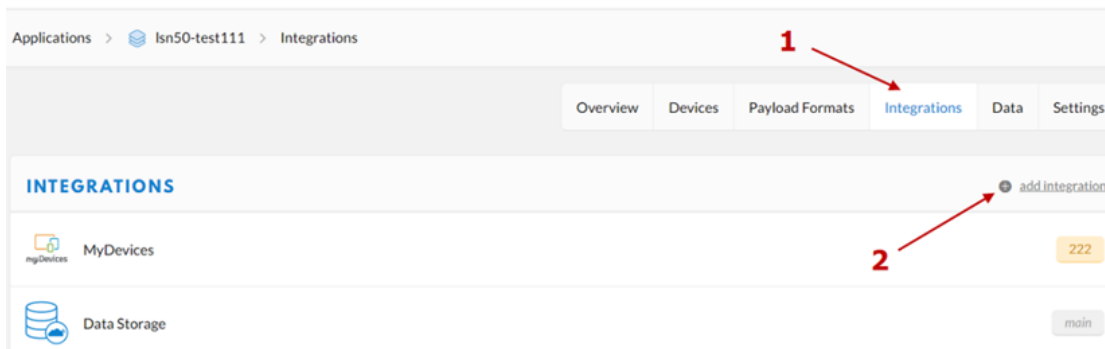 Applications > lsn50-test111 > Integrations
1
Overview Devices Payload Formats Integrations Data Settings
INTEGRATIONS
add integration
2
myDevices
MyDevices
222
Data Storage
main